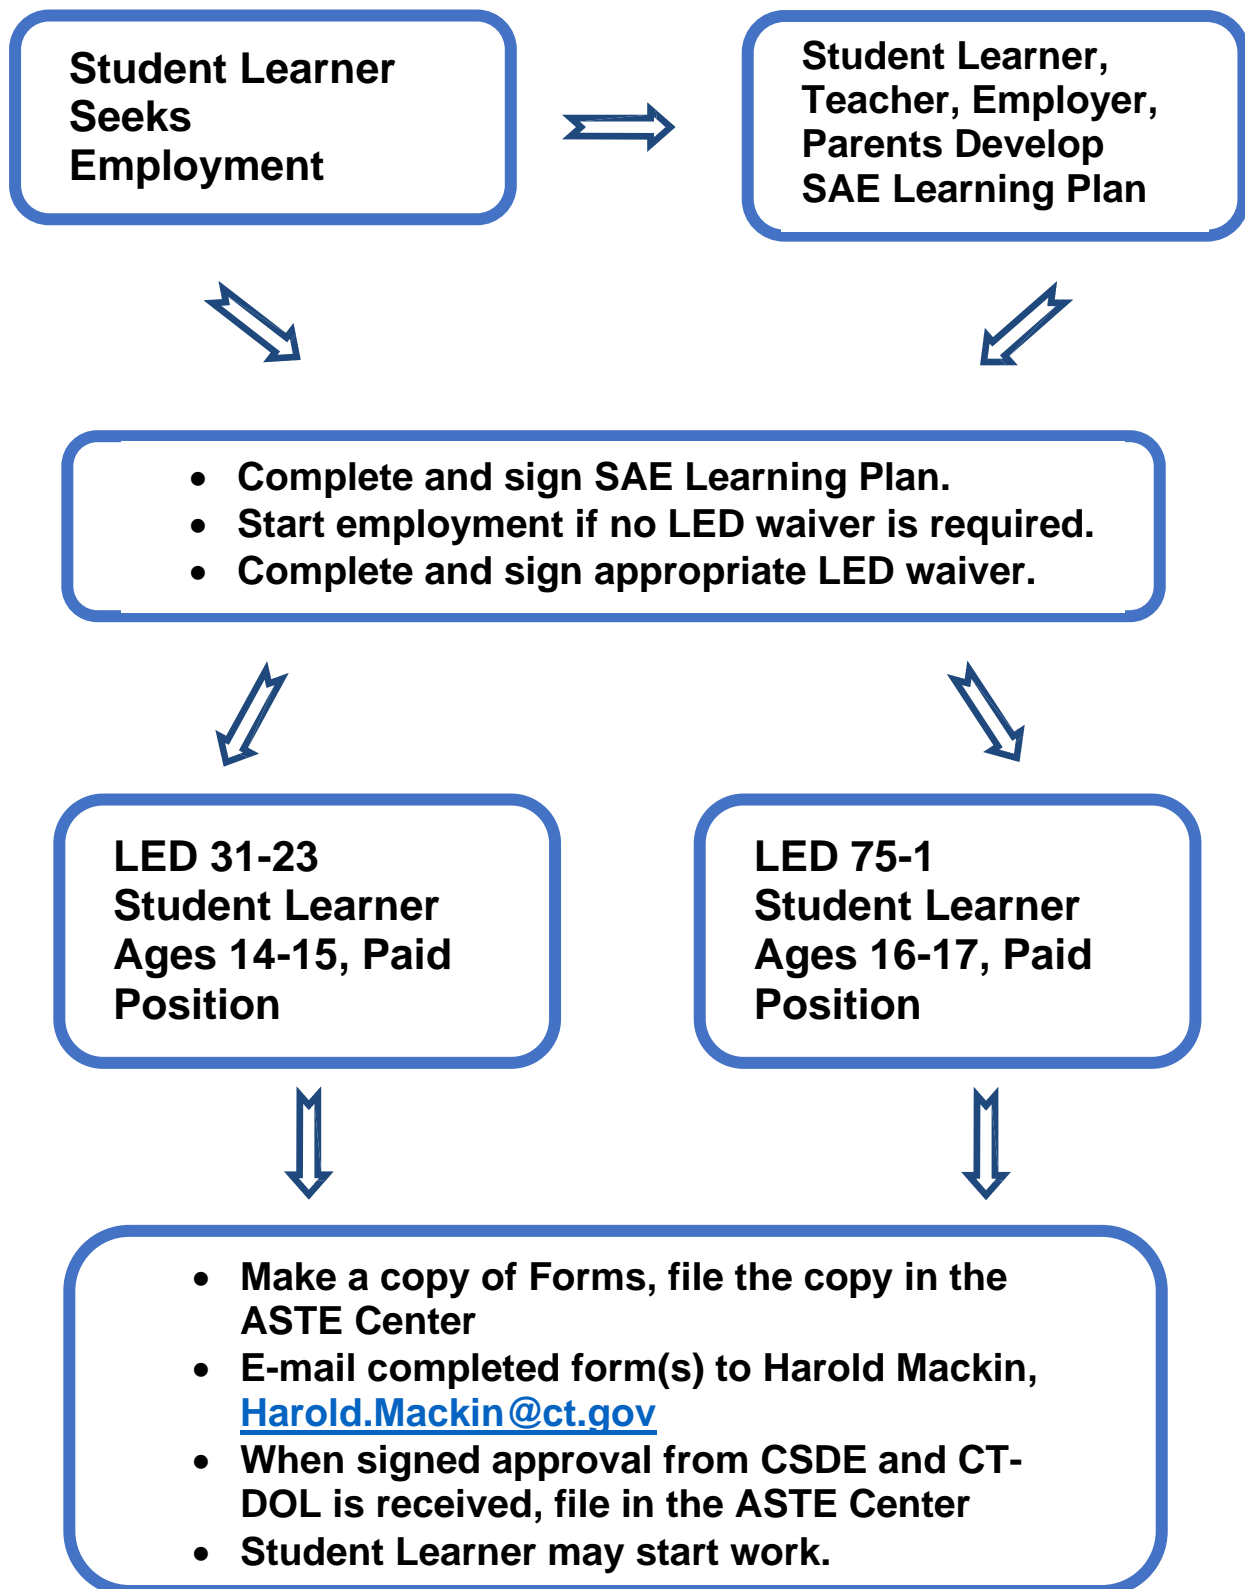 Student Learner
Seeks
Employment
Student Learner,
Teacher, Employer,
Parents Develop
SAE Learning Plan
• Complete and sign SAE Learning Plan.
• Start employment if no LED waiver is required.
• Complete and sign appropriate LED waiver.
LED 31-23
Student Learner
Ages 14-15, Paid
Position
LED 75-1
Student Learner
Ages 16-17, Paid
Position
• Make a copy of Forms, file the copy in the
ASTE Center
• E-mail completed form(s) to Harold Mackin,
Harold.Mackin@ct.gov
• When signed approval from CSDE and CT-
DOL is received, file in the ASTE Center
• Student Learner may start work.